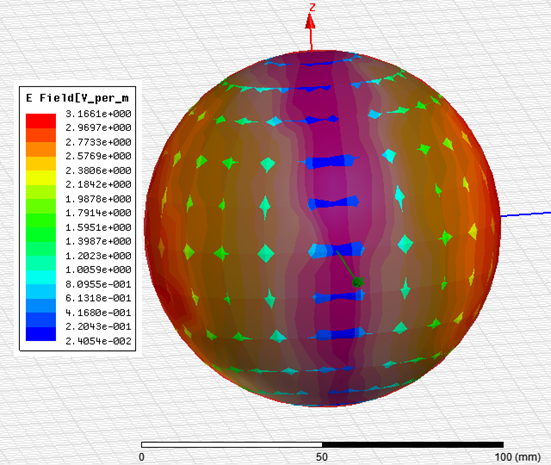 Z
E Field[V_per_m
3.1661e+000
2.9697e+000
2.7733e+000
2.5769e+000
2.3806e+000
2.1842e+000
1.9878e+000
1.7914e+000
1.5951e+000
1.3987e+000
1.2023e+000
1.0059e+000
8.0955e-001
6.1318e-001
4.1680e-001
2.2043e-001
2.4054e-002
0 50 100 (mm)